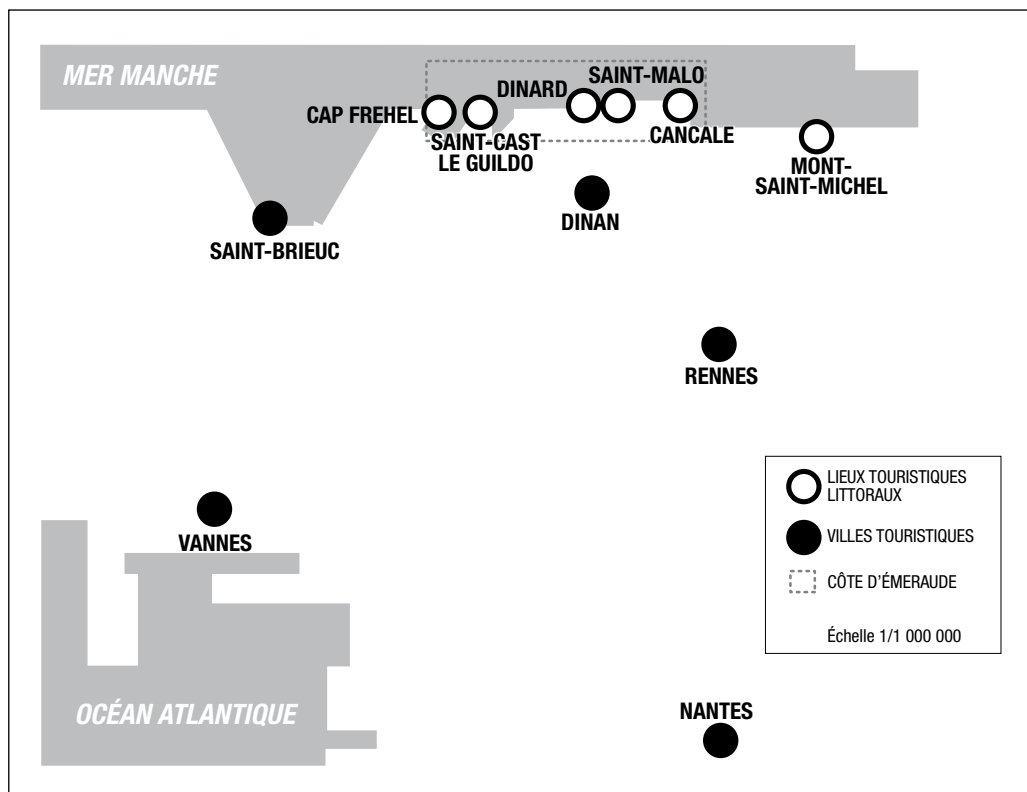 MER MANCHE
SAINT-MALO
DINARD
CAP FREHEL
SAINT-CAST
LE GUILDO
CANCALE
MONT-
SAINT-MICHEL
DINAN
SAINT-BRIEUC
RENNES
LIEUX TOURISTIQUES
LITTORAUX
VILLES TOURISTIQUES
CÔTE D'ÉMERAUDE
Échelle 1/1 000 000
VANNES
OCÉAN ATLANTIQUE
NANTES